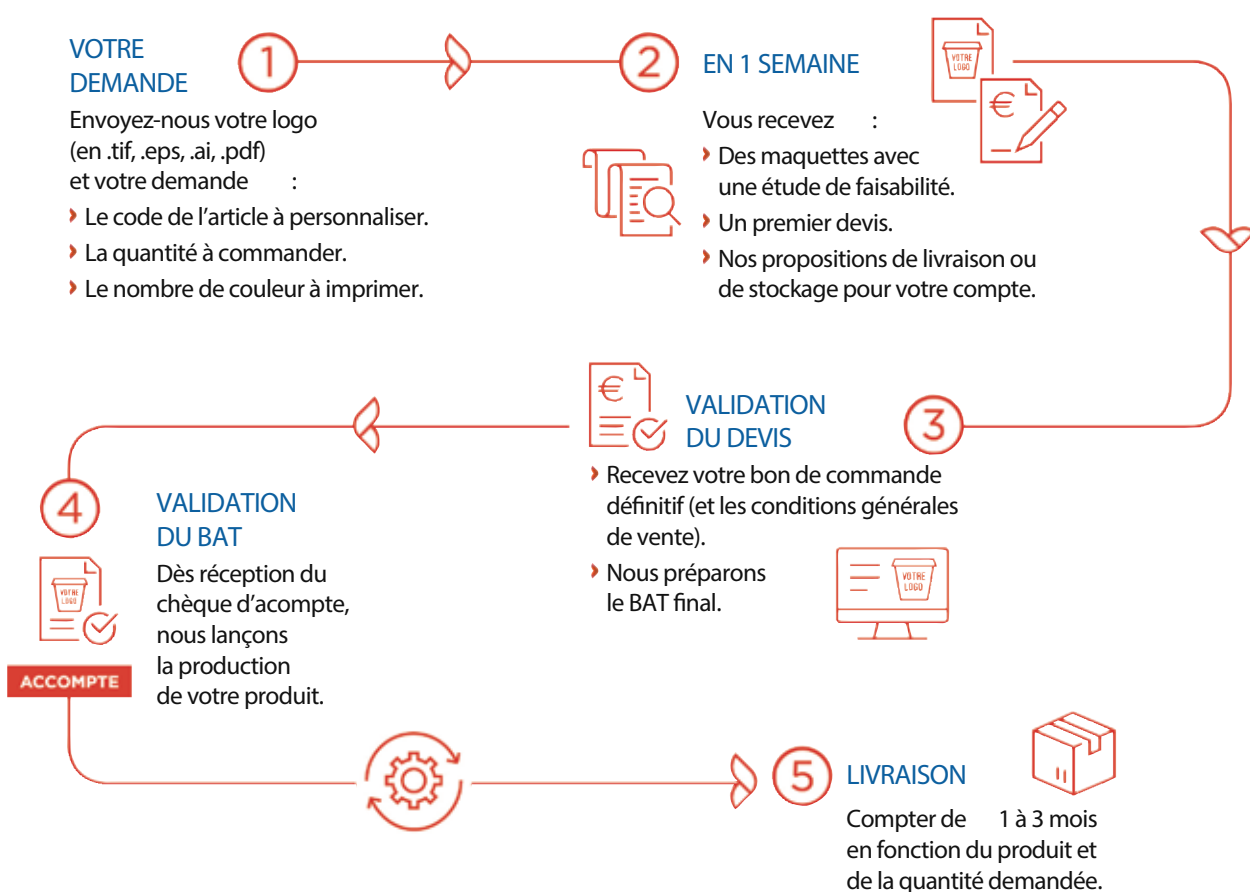 VOTRE
DEMANDE
1
Envoyez-nous votre logo
(en .tif, .eps, .ai, .pdf)
et votre demande :
Le code de l'article à personnaliser.
La quantité à commander.
Le nombre de couleur à imprimer.
2
EN 1 SEMAINE
VOTRE
LOGO
€
Vous recevez :
Des maquettes avec
une étude de faisabilité.
Un premier devis.
Nos propositions de livraison ou
de stockage pour votre compte.
3
€
VALIDATION
DU DEVIS
Recevez votre bon de commande
définitif (et les conditions générales
de vente).
Nous préparons
le BAT final.
VOTRE
LOGO
4
VALIDATION
DU BAT
VOTRE
LOGO
Dès réception du
chèque d'acompte,
nous lançons
la production
de votre produit.
ACCOMPTE
5
LIVRAISON
Compter de 1 à 3 mois
en fonction du produit et
de la quantité demandée.